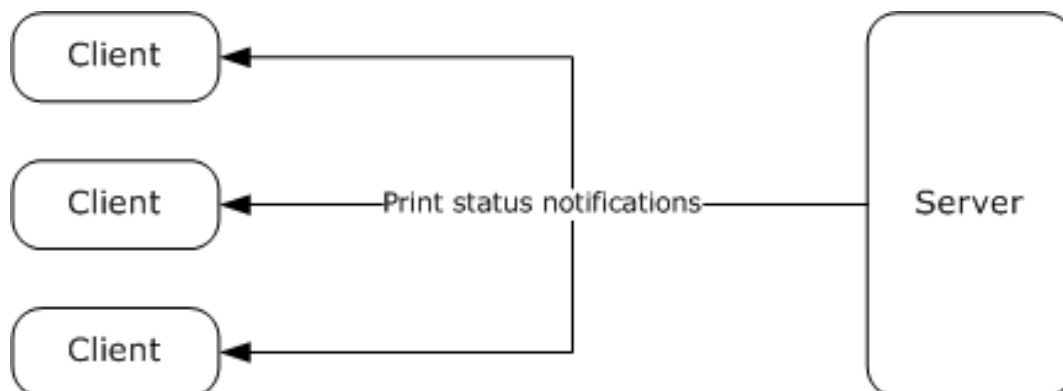 Client
Client
Print status notifications
Server
Client